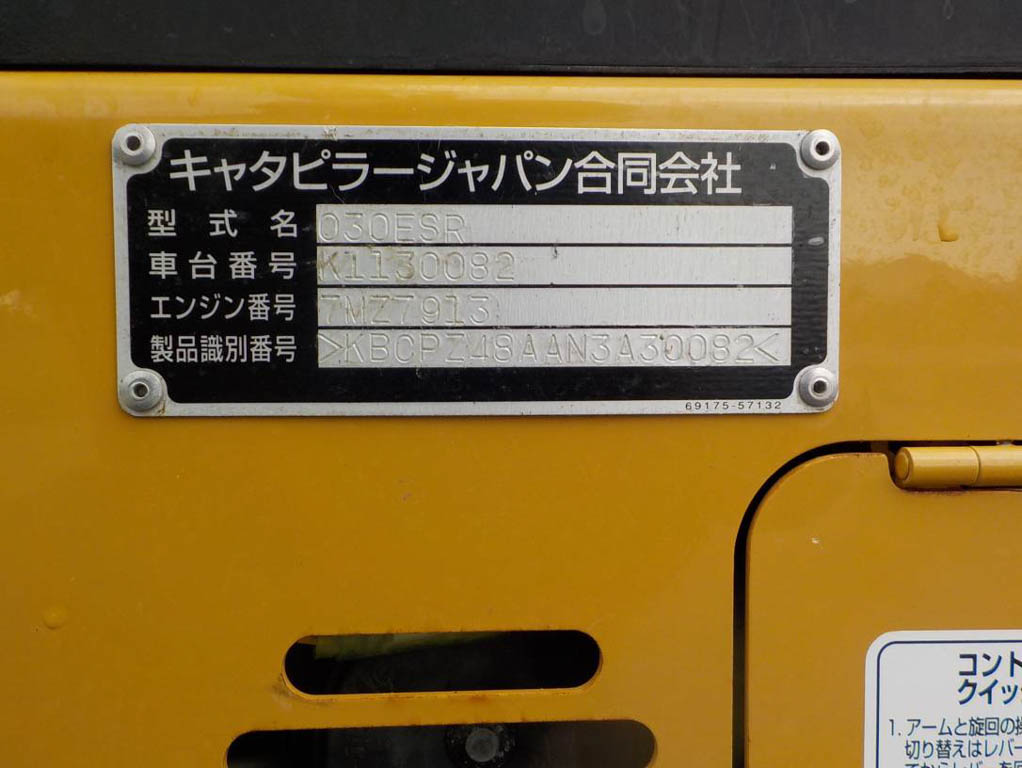 キャタピラージャパン合同会社
型式名 030ESR
車台番号 K1130082
エンジン番号 7MZ7913
製品識別番号 >KBCPZ48AAN3A30082<
69175-57132
コント
クイッ
1. アームと旋回の操
切り替えはレバー